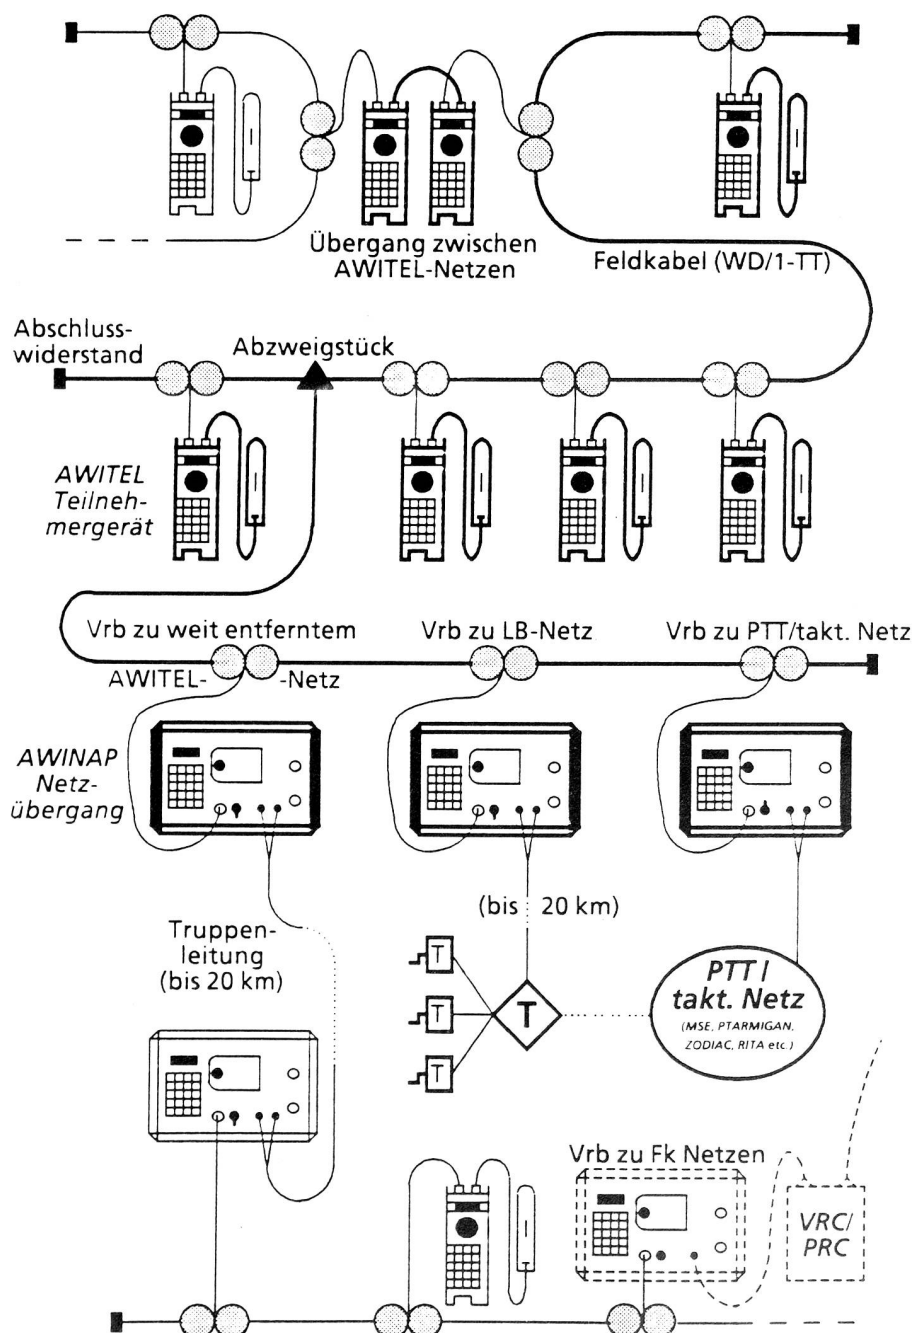 Übergang zwischen
AWITEL-Netzen
Feldkabel (WD/1-TT)
Abschluss-
widerstand
Abzweigstück
AWITEL
Teilneh-
mergerät
Vrb zu weit entferntem
AWITEL- -Netz
Vrb zu LB-Netz
Vrb zu PTT/takt. Netz
AWINAP
Netz-
übergang
Truppen-
leitung
(bis 20 km)
(bis 20 km)
T
T
T
T
PTT/
takt. Netz
(MSE, PTARMIGAN,
ZODIAC, RITA etc.)
Vrb zu Fk Netzen
VRC/
PRC